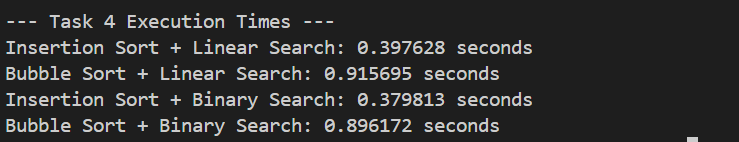 --- Task 4 Execution Times ---
Insertion Sort + Linear Search: 0.397628 seconds
Bubble Sort + Linear Search: 0.915695 seconds
Insertion Sort + Binary Search: 0.379813 seconds
Bubble Sort + Binary Search: 0.896172 seconds